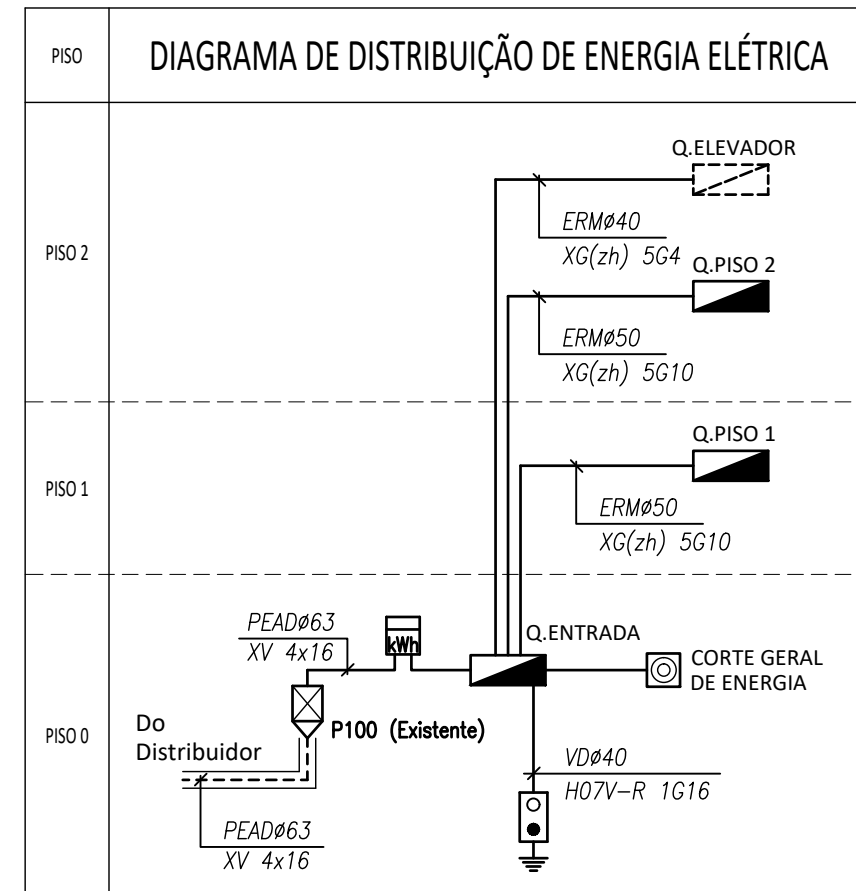 PISO
DIAGRAMA DE DISTRIBUIÇÃO DE ENERGIA ELÉTRICA
PISO 2
Q.ELEVADOR
ERMø40
XG(zh) 5G4
Q.PISO 2
ERMø50
XG(zh) 5G10
PISO 1
Q.PISO 1
ERMø50
XG(zh) 5G10
PISO 0
PEADø63
XV 4x16
kWh
Q.ENTRADA
CORTE GERAL
DE ENERGIA
P100 (Existente)
Do
Distribuidor
PEADø63
XV 4x16
VDø40
H07V-R 1G16